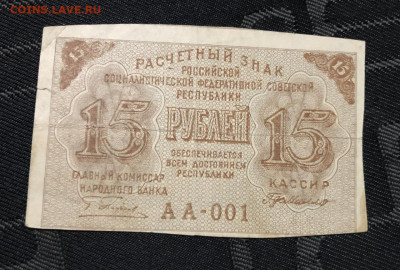 COINS.LAVE.RU
РАСЧЕТНЫЙ ЗНАК
15 15
РОССИЙСКОЙ
СОЦИАЛИСТИЧЕСКОЙ ФЕДЕРАТИВНОЙ СОВЕТСКОЙ
РЕСПУБЛИКИ
15 РУБЛЕЙ 15
ОБЕСПЕЧИВАЕТСЯ
ВСЕМ ДОСТОЯНИЕМ
РЕСПУБЛИКИ
ГЛАВНЫЙ КОМИССАР
НАРОДНОГО БАНКА
КАССИР
АА-001